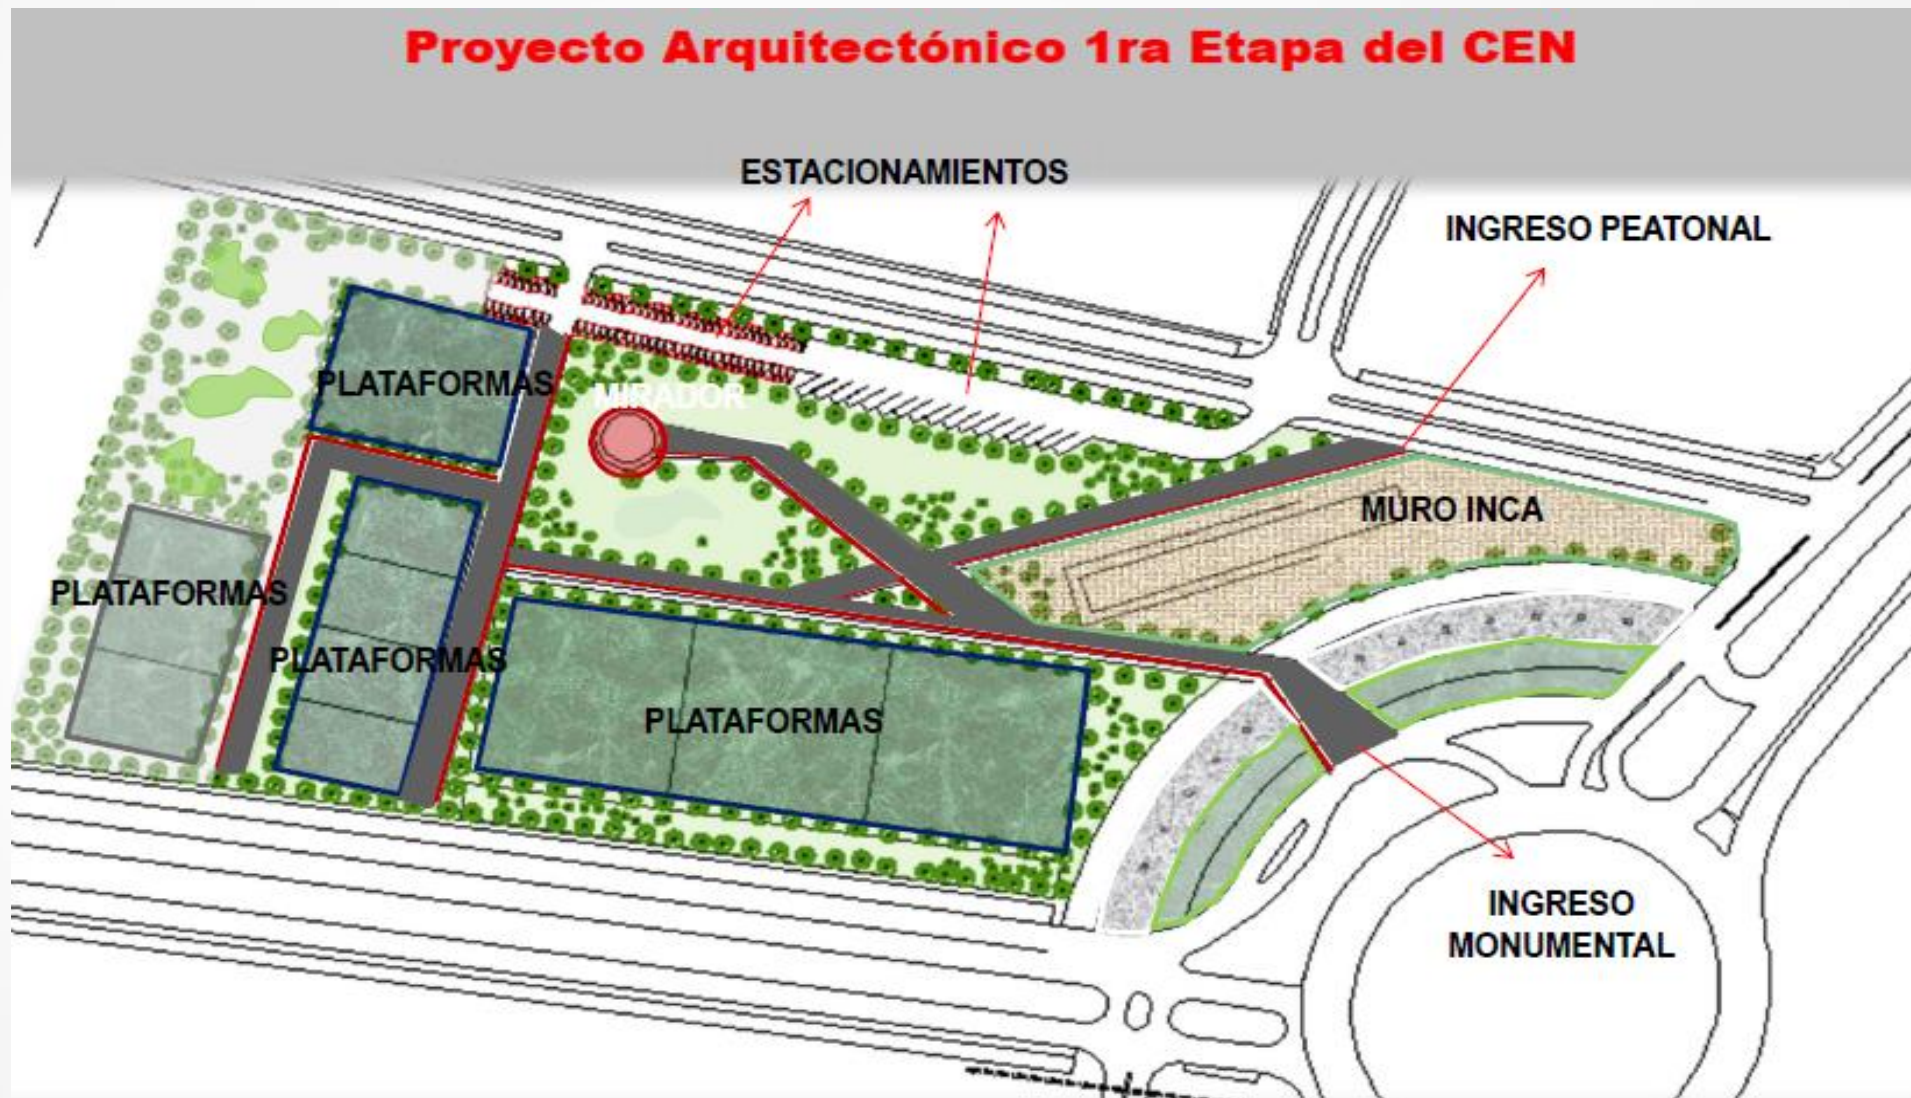 Proyecto Arquitectónico 1ra Etapa del CEN
ESTACIONAMIENTOS
INGRESO PEATONAL
PLATAFORMAS
MIRADOR
MURO INCA
PLATAFORMAS
PLATAFORMAS
PLATAFORMAS
INGRESO
MONUMENTAL